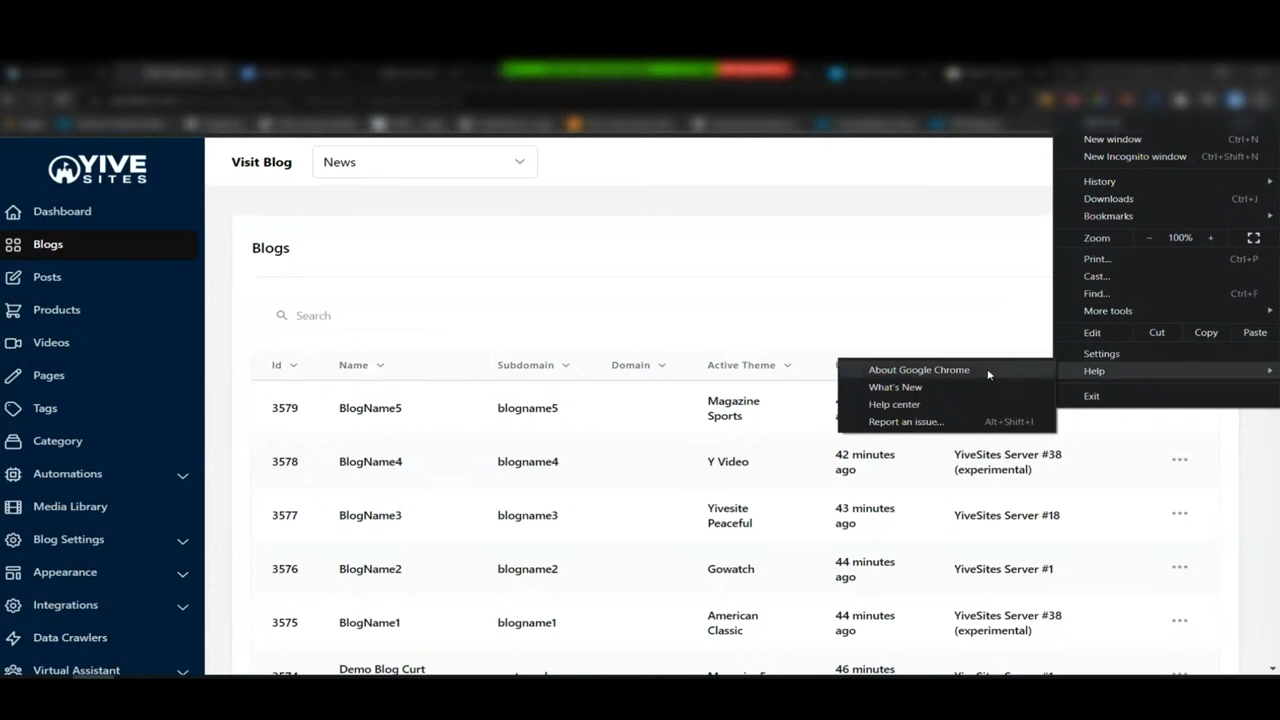 YIVE
SITES
Dashboard
Blogs
Posts
Products
Videos
Pages
Tags
Category
Automations
Media Library
Blog Settings
Appearance
Integrations
Data Crawlers
Virtual Assistant
Visit Blog
News
Blogs
Search
Id Name Subdomain Domain Active Theme
3579 BlogName5 blogname5 Magazine
Sports
ago
3578 BlogName4 blogname4 Y Video 42 minutes YiveSites Server #38
ago (experimental)
3577 BlogName3 blogname3 Yivesite 43 minutes YiveSites Server #18
Peaceful ago
3576 BlogName2 blogname2 Gowatch 44 minutes YiveSites Server #1
ago
3575 BlogName1 blogname1 American 44 minutes YiveSites Server #38
Classic ago (experimental)
Demo Blog Curt 46 minutes
New window Ctrl+N
New Incognito window Ctrl+Shift+N
History
Downloads Ctrl+J
Bookmarks
Zoom − 100% +
Print... Ctrl+P
Cast...
Find... Ctrl+F
More tools
Edit Cut Copy Paste
Settings
Help
Exit
About Google Chrome
What's New
Help center
Report an issue... Alt+Shift+I